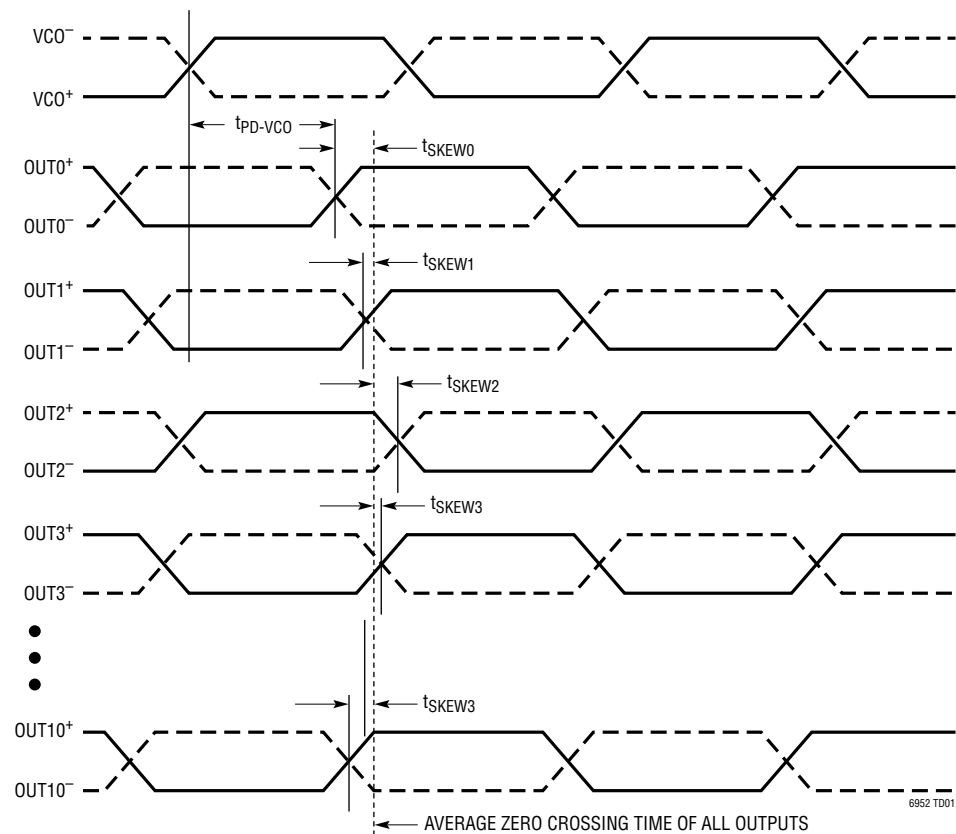 VCO–
VCO+
tPD-VCO
tSKEW0
OUT0+
OUT0–
tSKEW1
OUT1+
OUT1–
tSKEW2
OUT2+
OUT2–
tSKEW3
OUT3+
OUT3–
•
•
•
tSKEW3
OUT10+
OUT10–
6952 TD01
AVERAGE ZERO CROSSING TIME OF ALL OUTPUTS